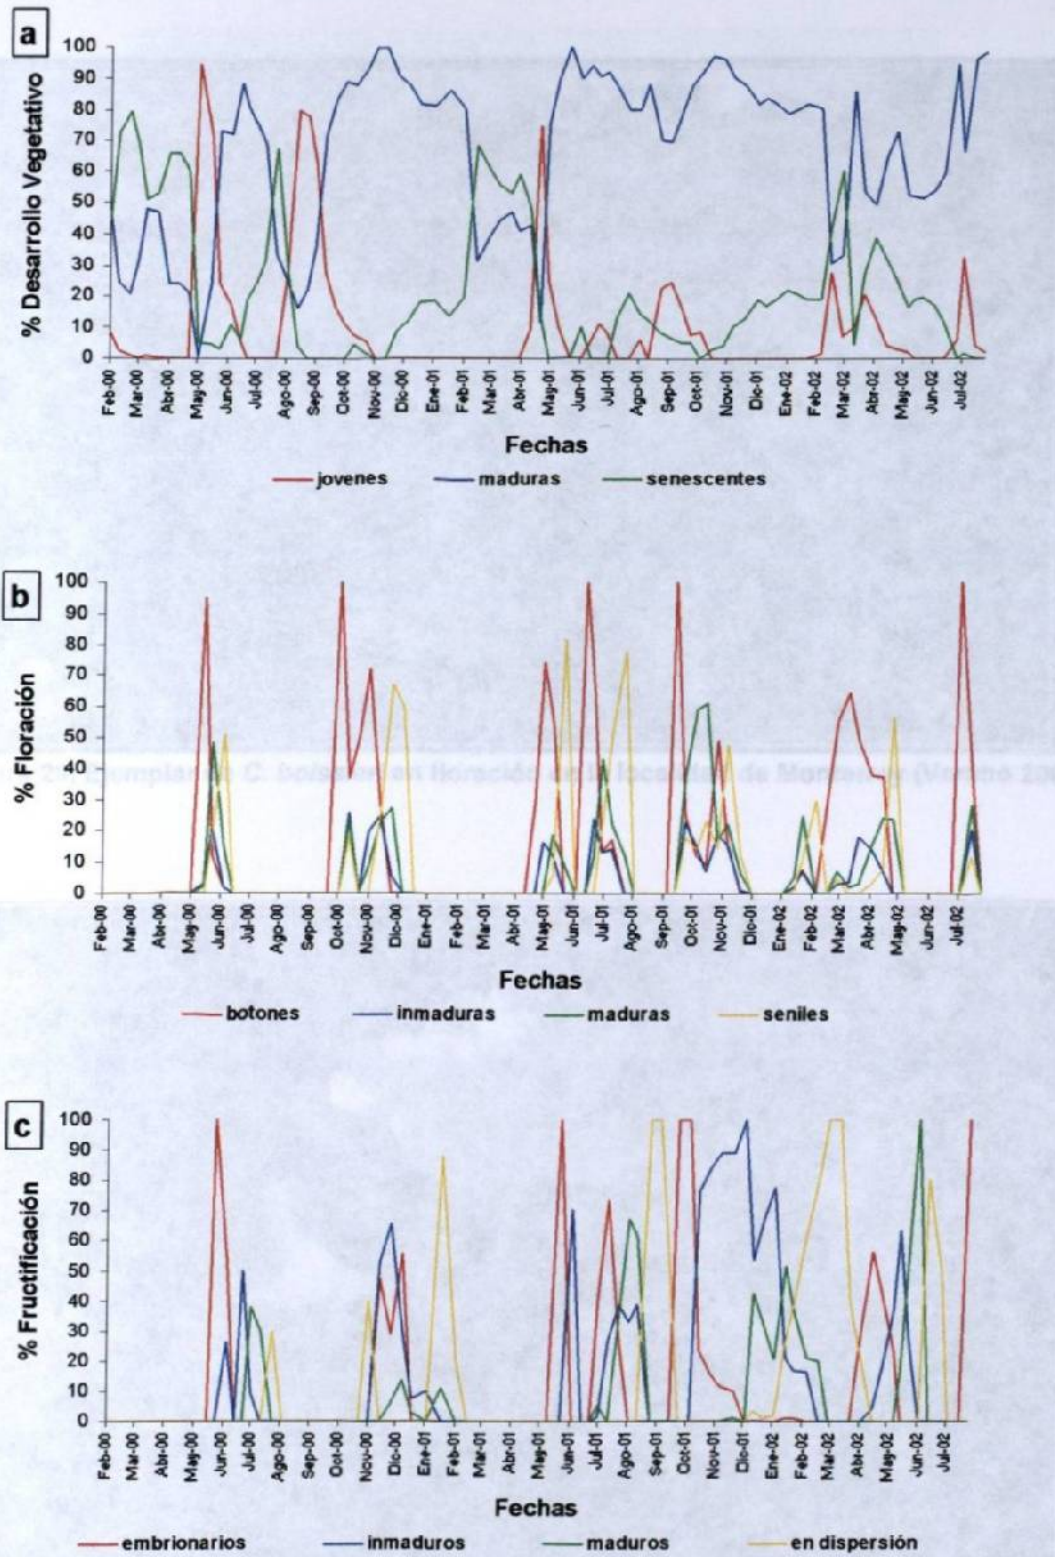 a
% Desarrollo Vegetativo
100
90
80
70
60
50
40
30
20
10
0
Feb-00 Mar-00 Abr-00 May-00 Jun-00 Jul-00 Ago-00 Sep-00 Oct-00 Nov-00 Dic-00 Ene-01 Feb-01 Mar-01 Abr-01 May-01 Jun-01 Jul-01 Ago-01 Sep-01 Oct-01 Nov-01 Dic-01 Ene-02 Feb-02 Mar-02 Abr-02 May-02 Jun-02 Jul-02
Fechas
jovenes maduras senescentes
b
% Floración
100
90
80
70
60
50
40
30
20
10
0
Feb-00 Mar-00 Abr-00 May-00 Jun-00 Jul-00 Ago-00 Sep-00 Oct-00 Nov-00 Dic-00 Ene-01 Feb-01 Mar-01 Abr-01 May-01 Jun-01 Jul-01 Ago-01 Sep-01 Oct-01 Nov-01 Dic-01 Ene-02 Feb-02 Mar-02 Abr-02 May-02 Jun-02 Jul-02
Fechas
botones inmaduras maduras seniles
c
% Fructificación
100
90
80
70
60
50
40
30
20
10
0
Feb-00 Mar-00 Abr-00 May-00 Jun-00 Jul-00 Ago-00 Sep-00 Oct-00 Nov-00 Dic-00 Ene-01 Feb-01 Mar-01 Abr-01 May-01 Jun-01 Jul-01 Ago-01 Sep-01 Oct-01 Nov-01 Dic-01 Ene-02 Feb-02 Mar-02 Abr-02 May-02 Jun-02 Jul-02
Fechas
embrionarios inmaduros maduros en dispersión